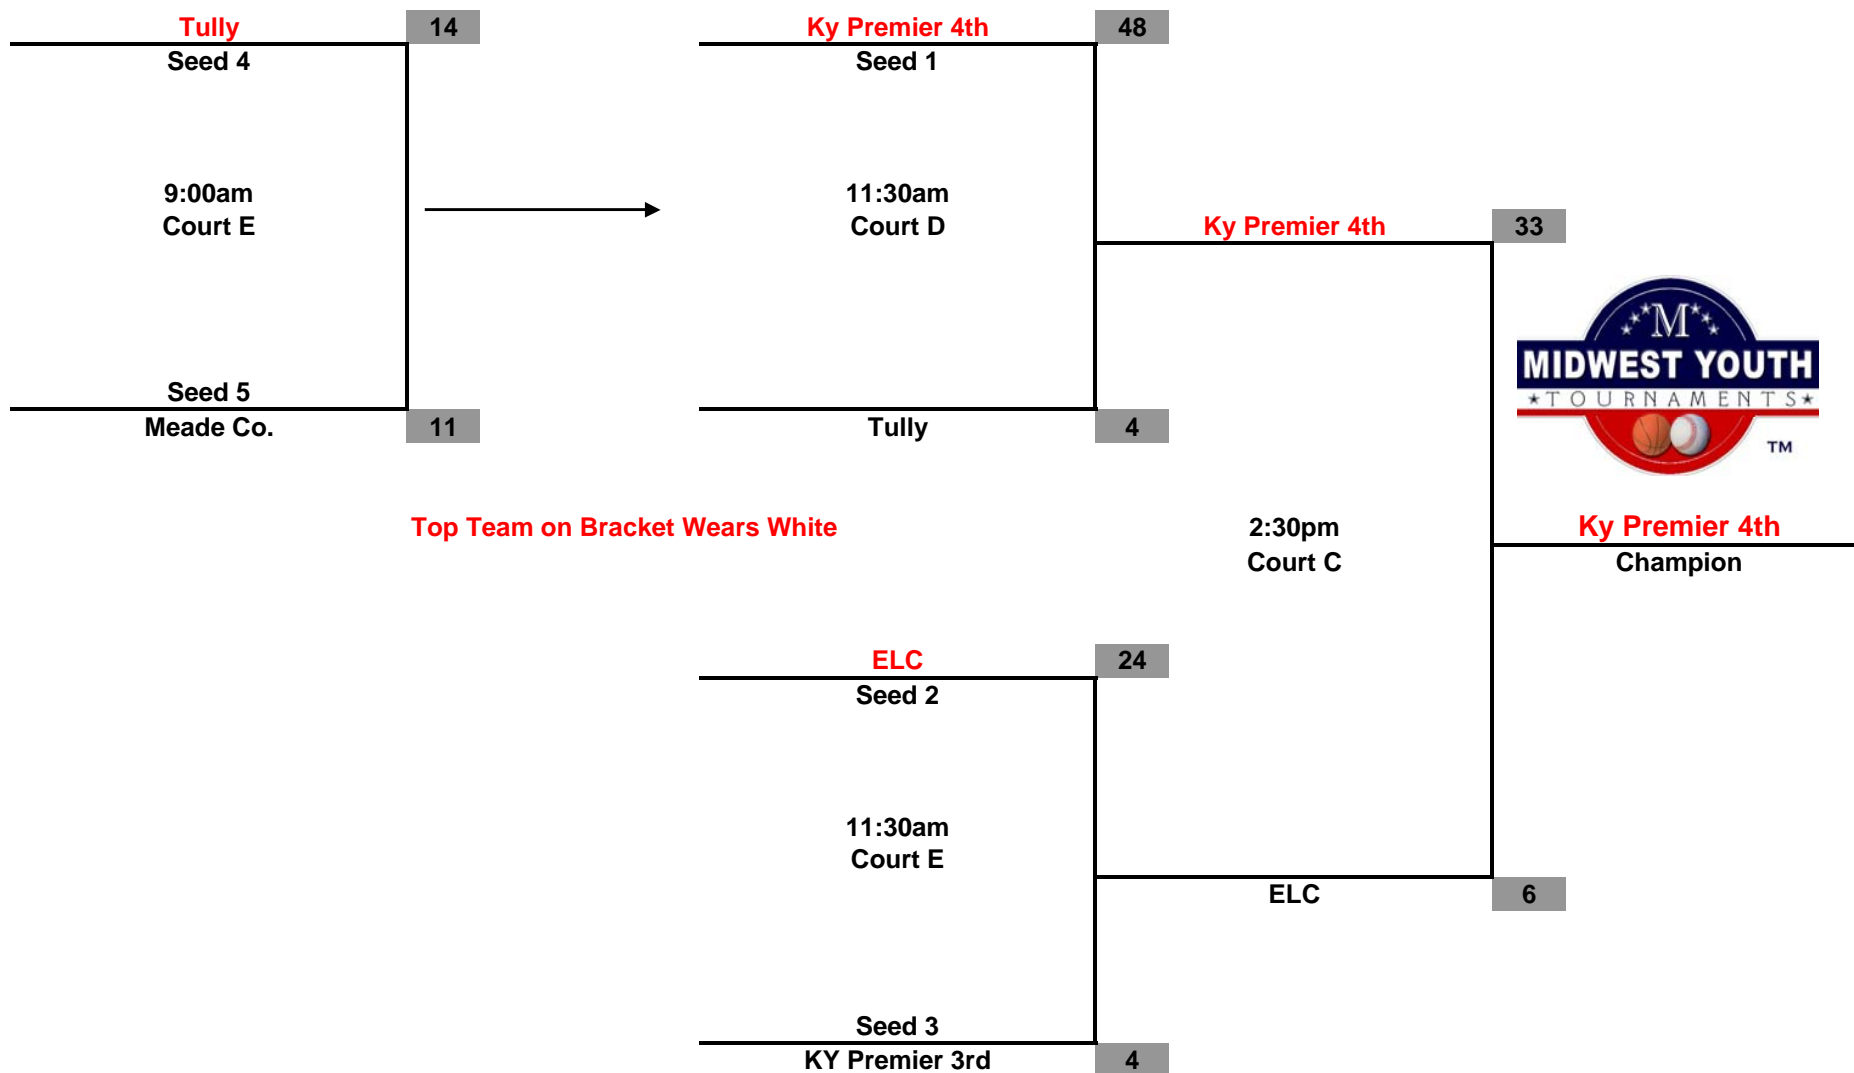 Tully 14
Seed 4
9:00am
Court E
Seed 5
Meade Co. 11
Ky Premier 4th 48
Seed 1
11:30am
Court D
Tully 4
Ky Premier 4th 33
M
MIDWEST YOUTH
TOURNAMENTS
TM
Top Team on Bracket Wears White
2:30pm
Court C
Ky Premier 4th
Champion
ELC 24
Seed 2
11:30am
Court E
ELC 6
Seed 3
KY Premier 3rd 4